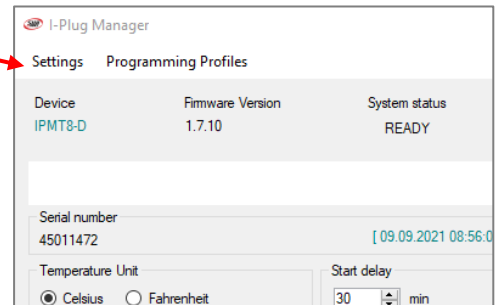 I-Plug Manager
Settings Programming Profiles
Device Firmware Version System status
IPMT8-D 1.7.10 READY
Serial number
45011472 [ 09.09.2021 08:56:0
Temperature Unit Start delay
Celsius Fahrenheit 30 min